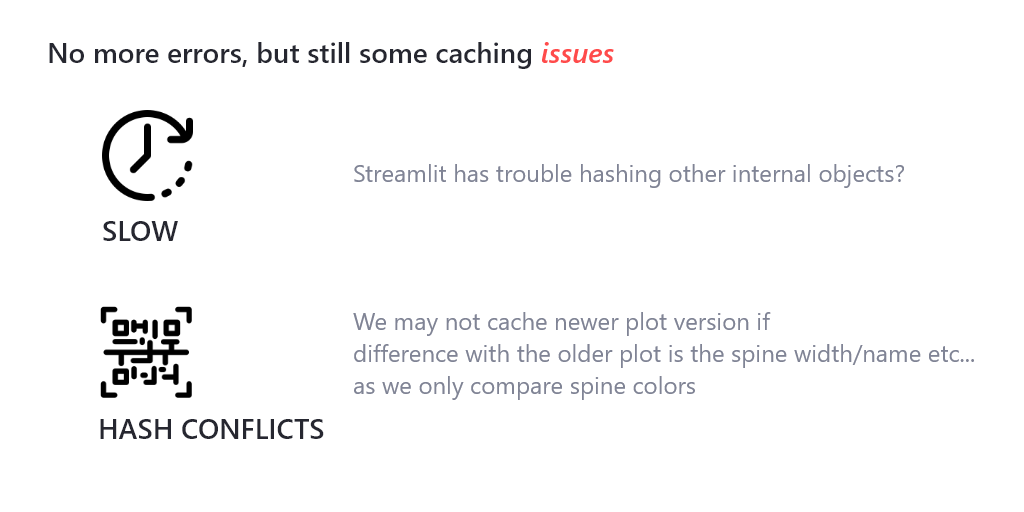 No more errors, but still some caching issues
Streamlit has trouble hashing other internal objects?
SLOW
We may not cache newer plot version if
difference with the older plot is the spine width/name etc...
as we only compare spine colors
HASH CONFLICTS